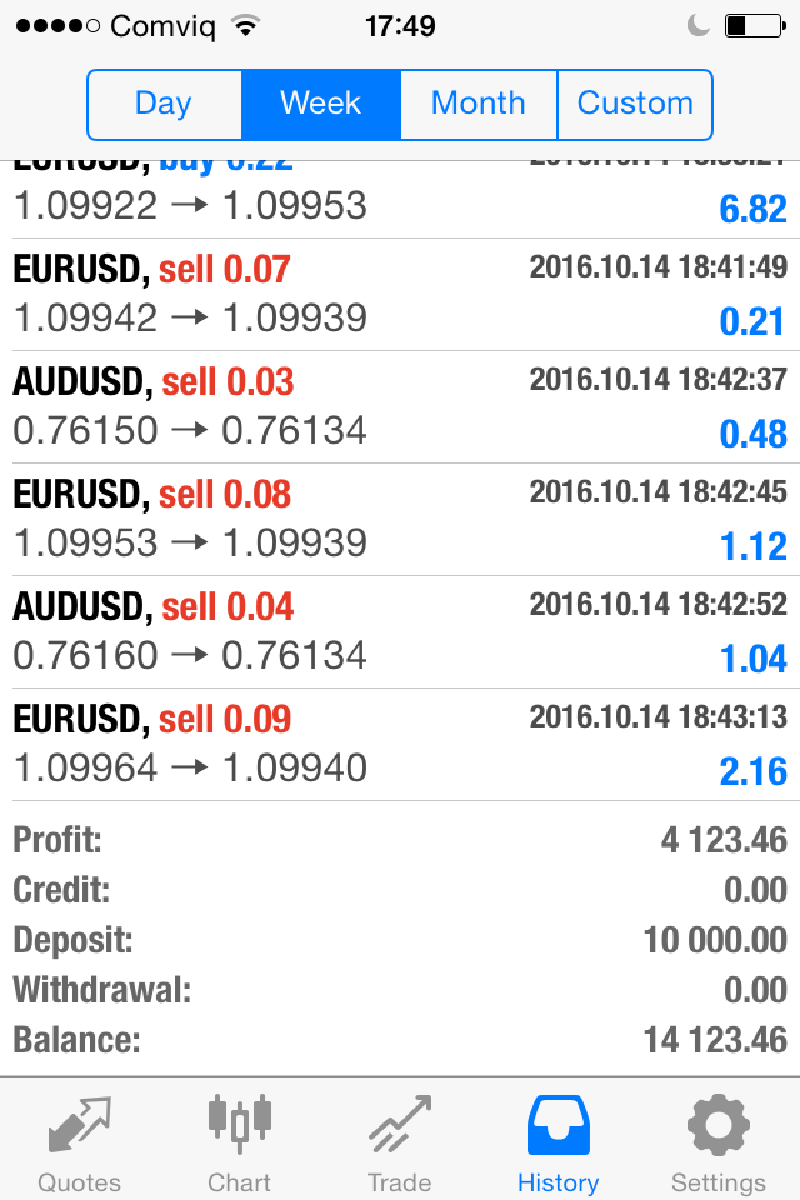 Comviq 17:49
Day Week Month Custom
EURUSD, buy 0.22
1.09922 → 1.09953 6.82
EURUSD, sell 0.07 2016.10.14 18:41:49
1.09942 → 1.09939 0.21
AUDUSD, sell 0.03 2016.10.14 18:42:37
0.76150 → 0.76134 0.48
EURUSD, sell 0.08 2016.10.14 18:42:45
1.09953 → 1.09939 1.12
AUDUSD, sell 0.04 2016.10.14 18:42:52
0.76160 → 0.76134 1.04
EURUSD, sell 0.09 2016.10.14 18:43:13
1.09964 → 1.09940 2.16
Profit: 4 123.46
Credit: 0.00
Deposit: 10 000.00
Withdrawal: 0.00
Balance: 14 123.46
Quotes Chart Trade History Settings